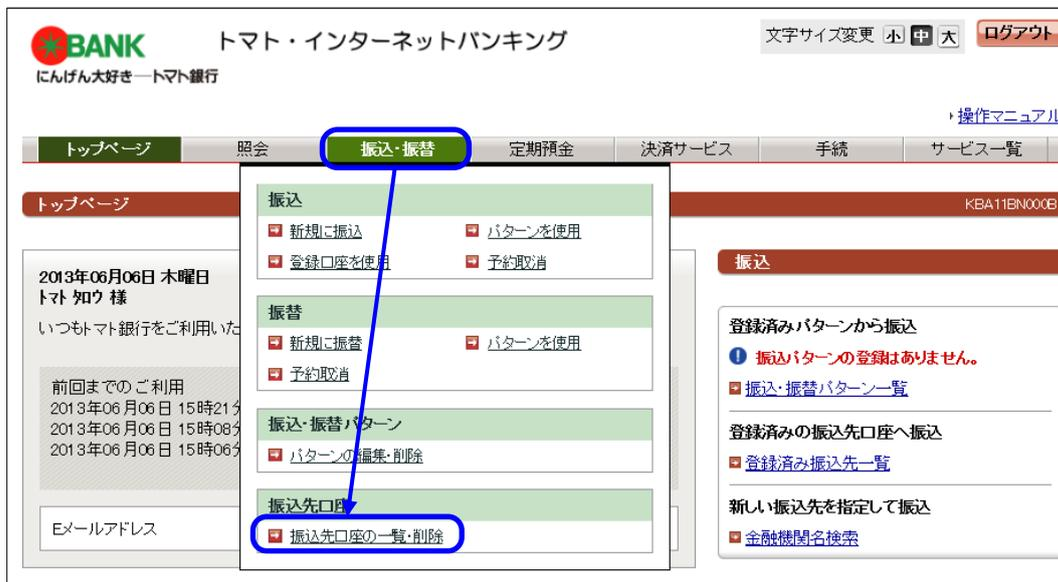 BANK
にんげん大好き―トマト銀行
トマト・インターネットバンキング
文字サイズ変更 小 中 大
ログアウト
操作マニュアル
トップページ 照会 振込・振替 定期預金 決済サービス 手続 サービス一覧
トップページ
KBA11BN000B
2013年06月06日 木曜日
トマト タロウ 様
いつもトマト銀行をご利用いた
前回までのご利用
2013年06月06日 15時21分
2013年06月06日 15時08分
2013年06月06日 15時06分
Eメールアドレス
振込
新規に振込 パターンを使用
登録口座を使用 予約取消
振替
新規に振替 パターンを使用
予約取消
振込・振替パターン
パターンの編集・削除
振込先口座
振込先口座の一覧・削除
振込
登録済みパターンから振込
振込パターンの登録はありません。
振込・振替パターン一覧
登録済みの振込先口座へ振込
登録済み振込先一覧
新しい振込先を指定して振込
金融機関名検索